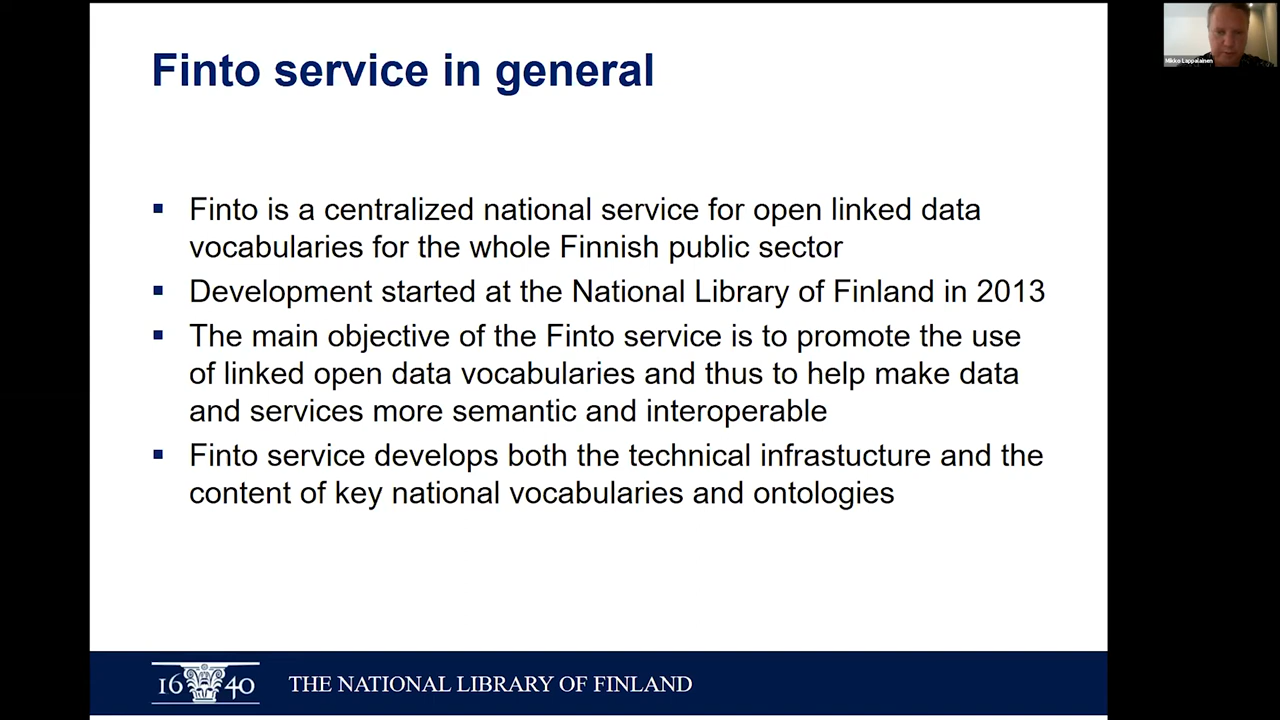 Finto service in general
Mikko Lappalainen
▪ Finto is a centralized national service for open linked data
vocabularies for the whole Finnish public sector
▪ Development started at the National Library of Finland in 2013
▪ The main objective of the Finto service is to promote the use
of linked open data vocabularies and thus to help make data
and services more semantic and interoperable
▪ Finto service develops both the technical infrastucture and the
content of key national vocabularies and ontologies
1640 THE NATIONAL LIBRARY OF FINLAND